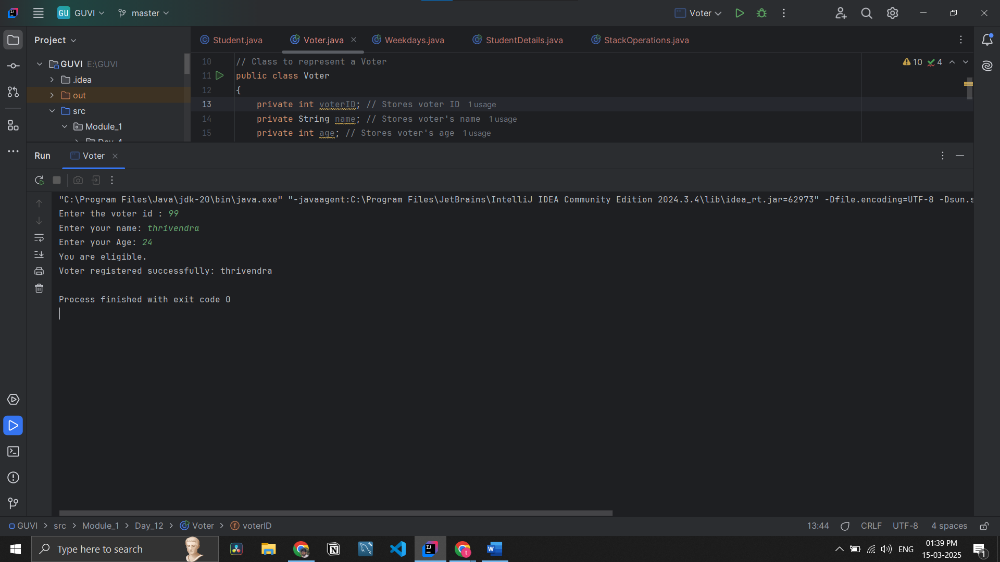 GU GUVI master Voter
Project
Student.java Voter.java Weekdays.java StudentDetails.java StackOperations.java
GUVI E:\GUVI
.idea
out
src
Module_1
Day_4
10 // Class to represent a Voter
11 public class Voter
12 {
13 private int voterID; // Stores voter ID 1 usage
14 private String name; // Stores voter's name 1 usage
15 private int age; // Stores voter's age 1 usage
10 4
Run Voter
"C:\Program Files\Java\jdk-20\bin\java.exe" "-javaagent:C:\Program Files\JetBrains\IntelliJ IDEA Community Edition 2024.3.4\lib\idea_rt.jar=62973" -Dfile.encoding=UTF-8 -Dsun.s
Enter the voter id : 99
Enter your name: thrivendra
Enter your Age: 24
You are eligible.
Voter registered successfully: thrivendra
Process finished with exit code 0
GUVI > src > Module_1 > Day_12 > Voter > voterID
13:44 CRLF UTF-8 4 spaces
Type here to search
ENG
01:39 PM
15-03-2025
1